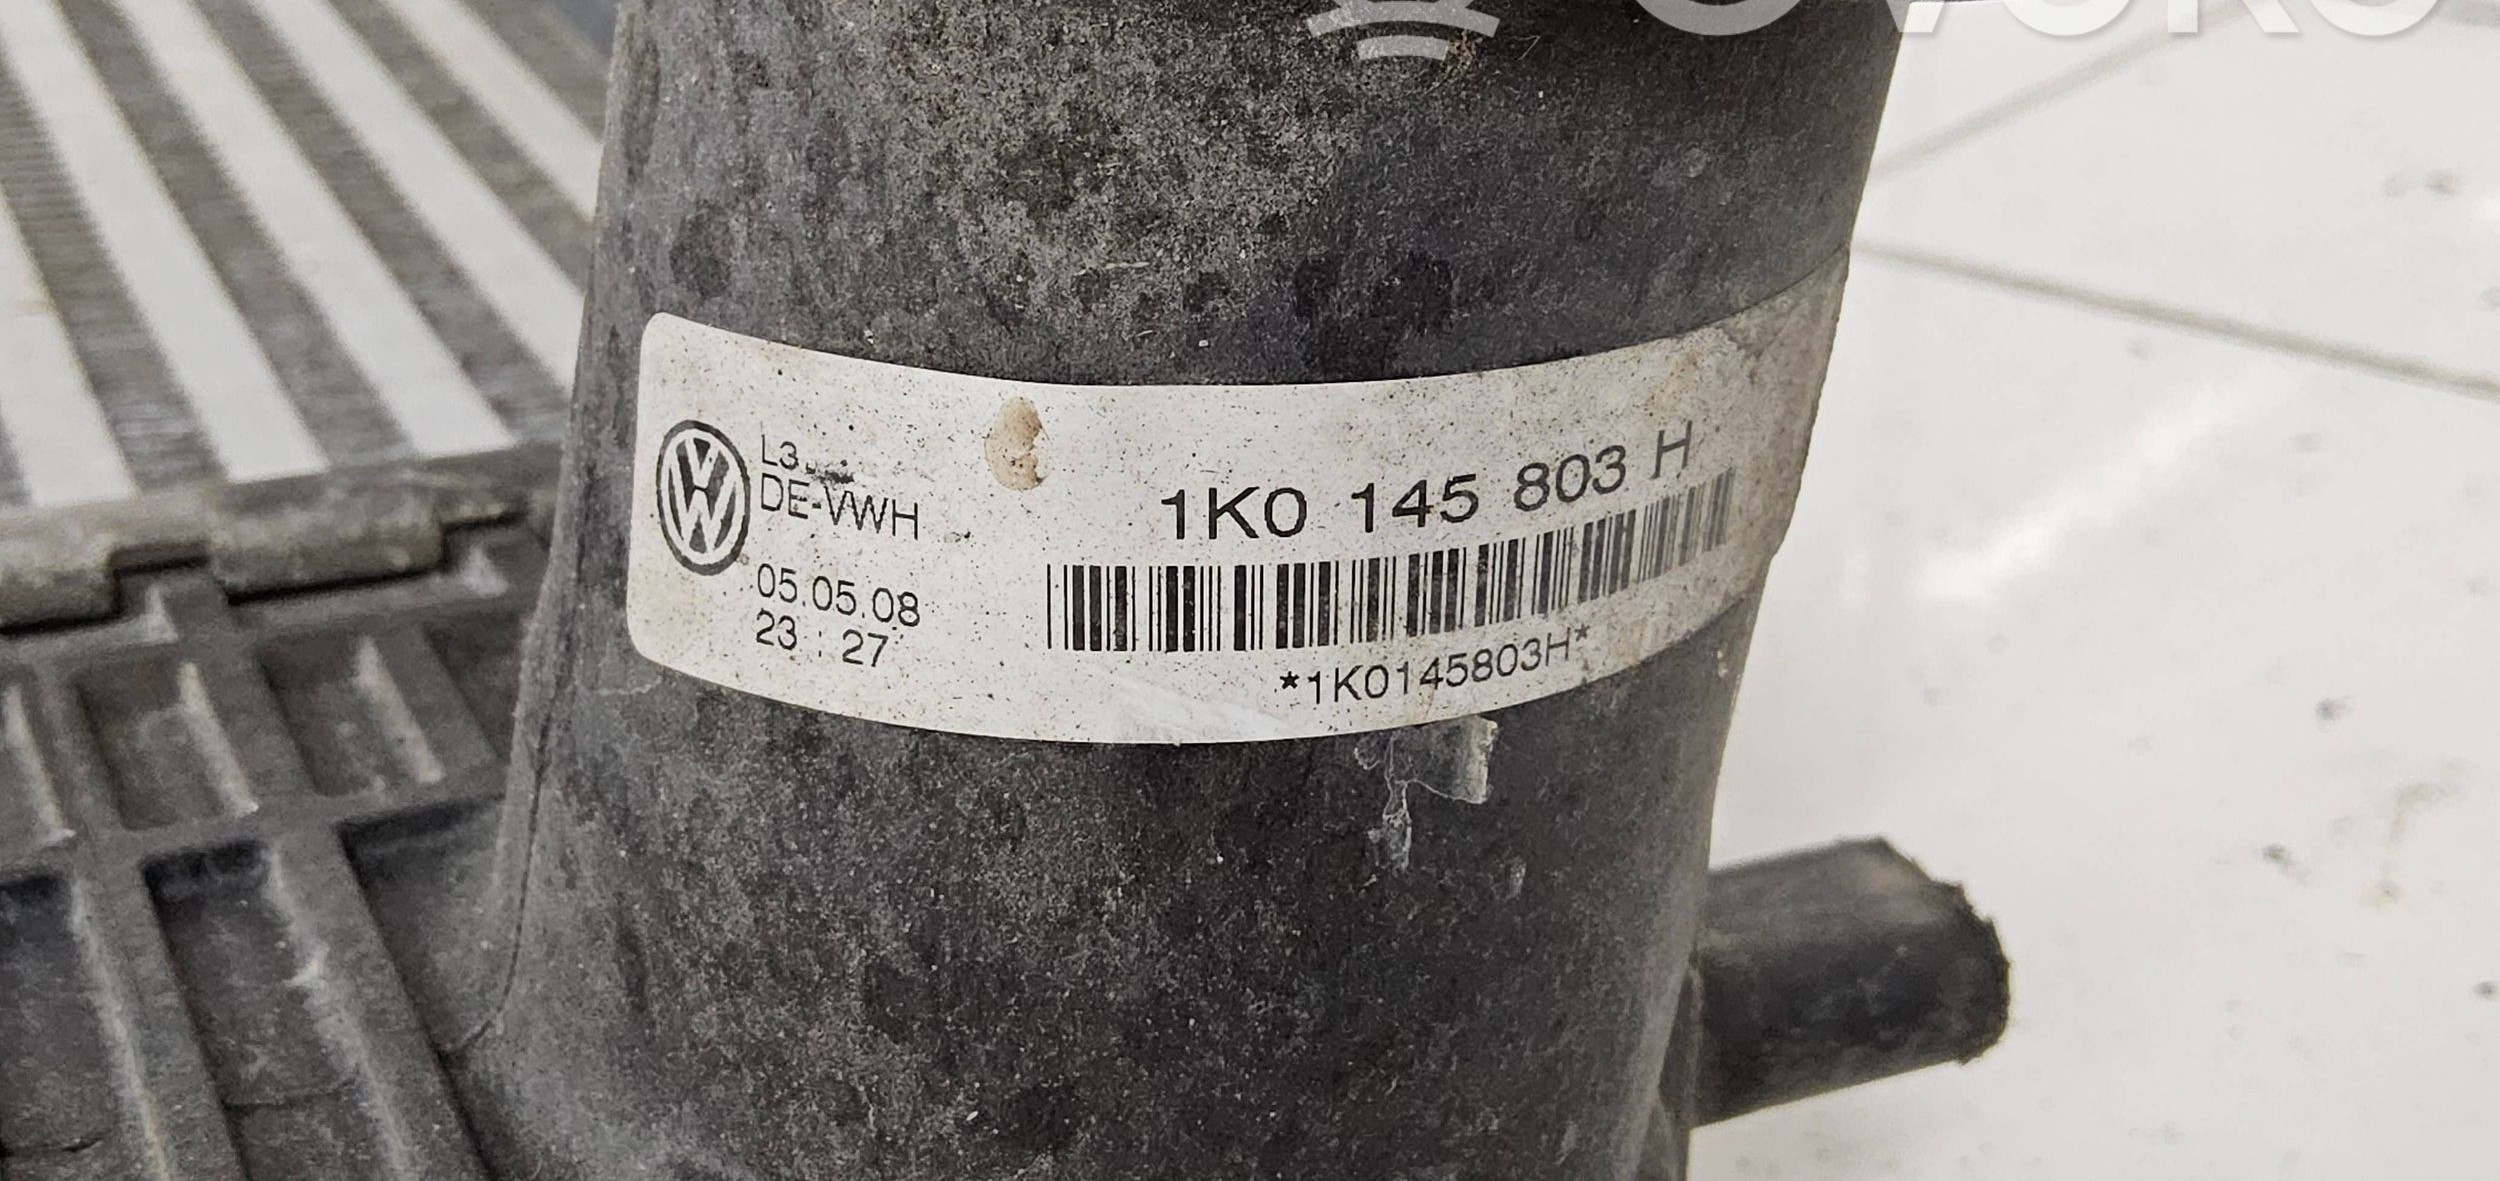 L3
DE-VWH
05.05.08
23 : 27
1K0 145 803 H
*1K0145803H*